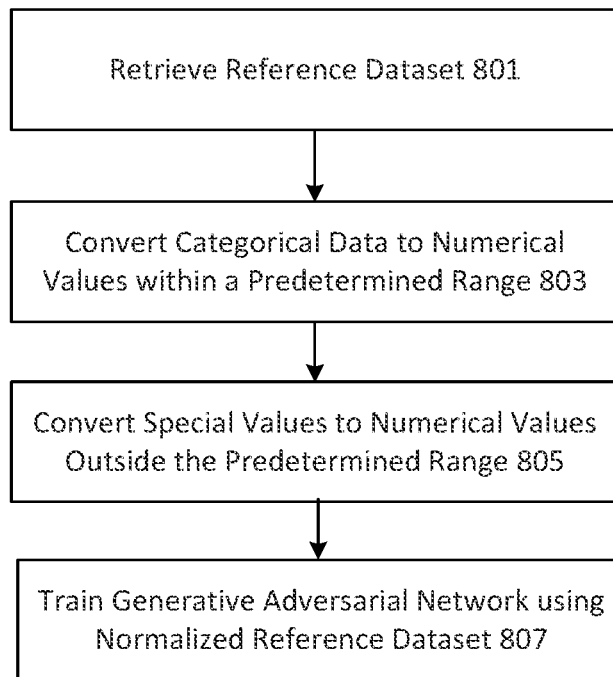 Retrieve Reference Dataset 801
Convert Categorical Data to Numerical
Values within a Predetermined Range 803
Convert Special Values to Numerical Values
Outside the Predetermined Range 805
Train Generative Adversarial Network using
Normalized Reference Dataset 807